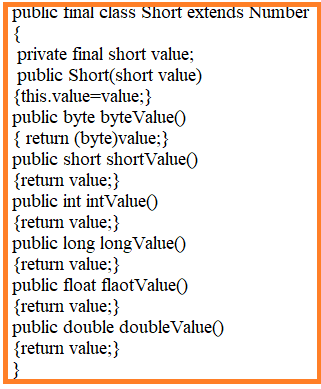 public final class Short extends Number
{
private final short value;
public Short(short value)
{this.value=value;}
public byte byteValue()
{ return (byte)value;}
public short shortValue()
{return value;}
public int intValue()
{return value;}
public long longValue()
{return value;}
public float flaotValue()
{return value;}
public double doubleValue()
{return value;}
}